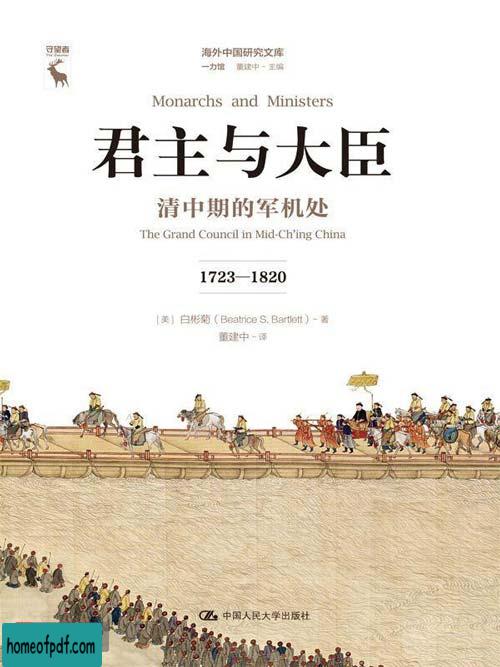 守望者
The Catcher
海外中国研究文库
一力馆 董建中-主编
Monarchs and Ministers
君主与大臣
清中期的军机处
The Grand Council in Mid-Ch'ing China
1723—1820
［美］白彬菊（Beatrice S. Bartlett）-著
董建中-译
中国人民大学出版社
homeofpdf.com